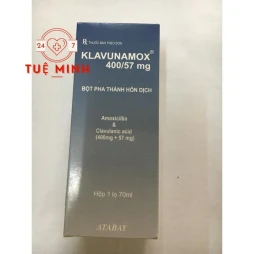 24 7
TUỆ MINH
Rx THUỐC BÁN THEO ĐƠN
KLAVUNAMOX®
400/57 mg
BỘT PHA THÀNH HỖN DỊCH
Amoxicillin
&
Clavulanic acid
(400mg + 57 mg)
Hộp 1 lọ 70ml
ATABAY